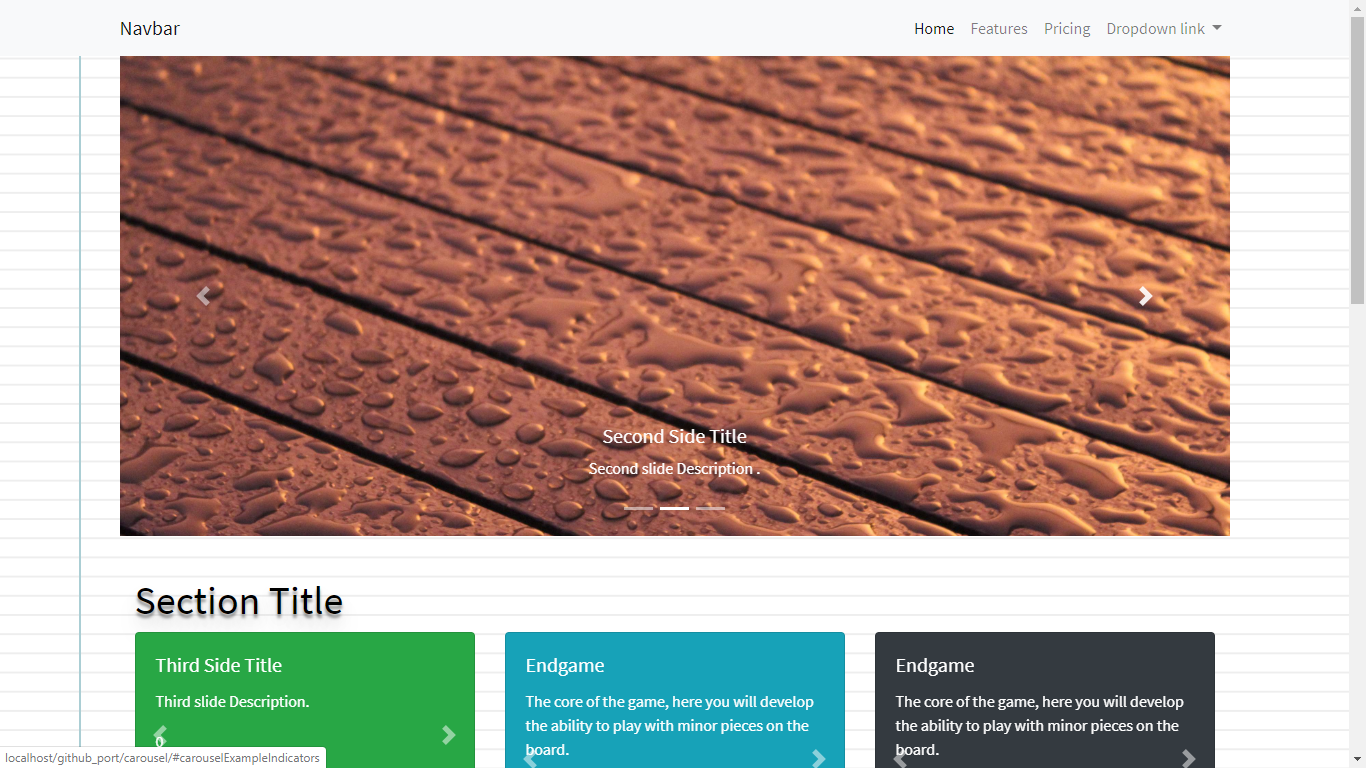 Navbar
Home Features Pricing Dropdown link
Second Side Title
Second slide Description .
Section Title
Third Side Title
Third slide Description.
0
Endgame
The core of the game, here you will develop
the ability to play with minor pieces on the
board.
Endgame
The core of the game, here you will develop
the ability to play with minor pieces on the
board.
localhost/github_port/carousel/#carouselExampleIndicators